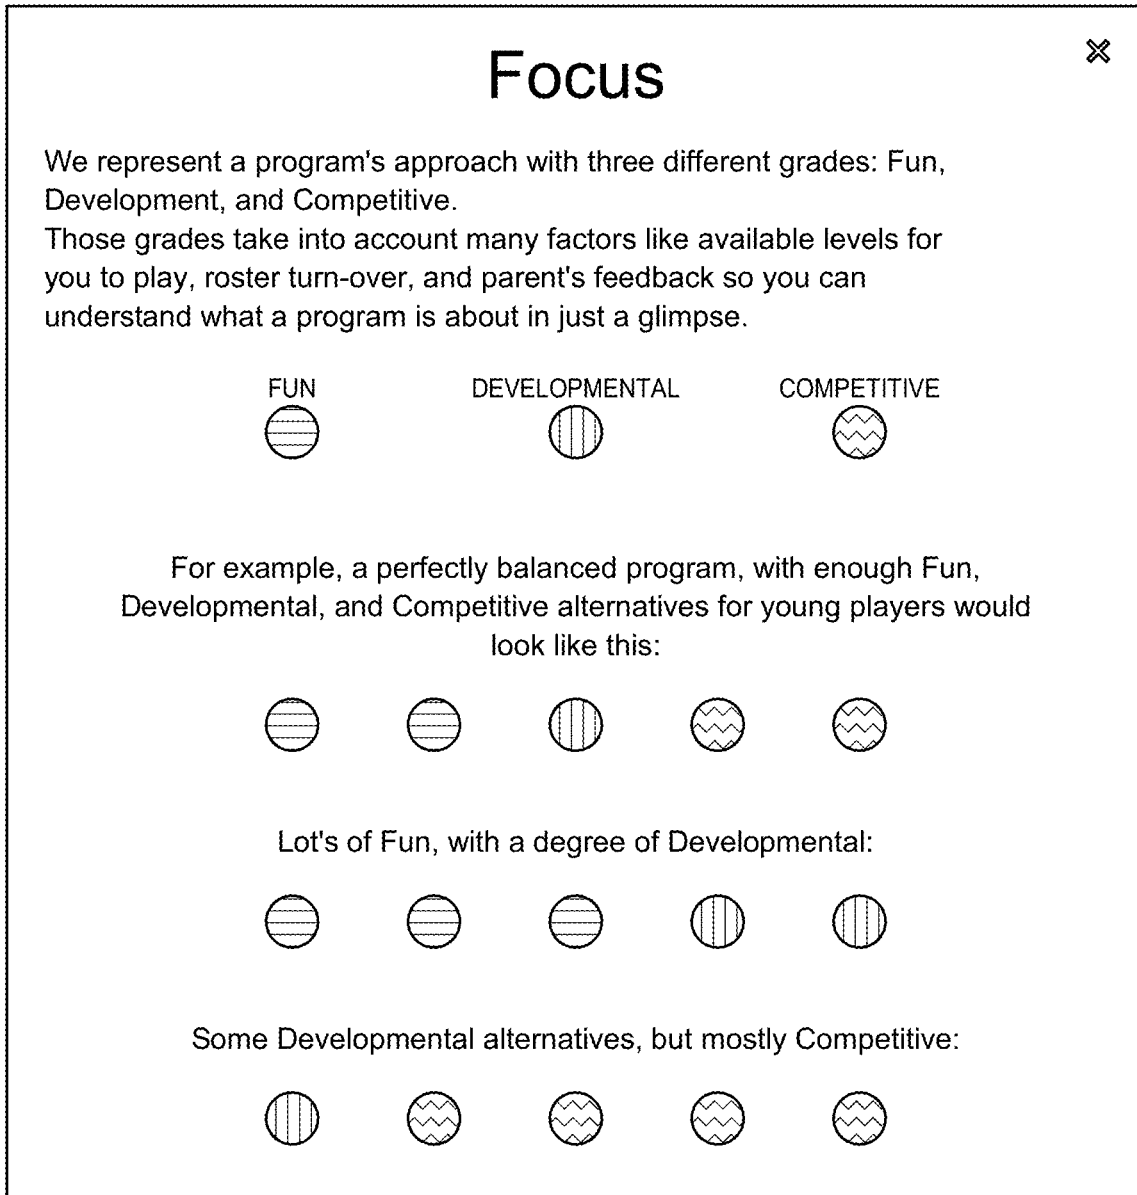 Focus
We represent a program's approach with three different grades: Fun,
Development, and Competitive.
Those grades take into account many factors like available levels for
you to play, roster turn-over, and parent's feedback so you can
understand what a program is about in just a glimpse.
FUN DEVELOPMENTAL COMPETITIVE
For example, a perfectly balanced program, with enough Fun,
Developmental, and Competitive alternatives for young players would
look like this:
Lot's of Fun, with a degree of Developmental:
Some Developmental alternatives, but mostly Competitive: